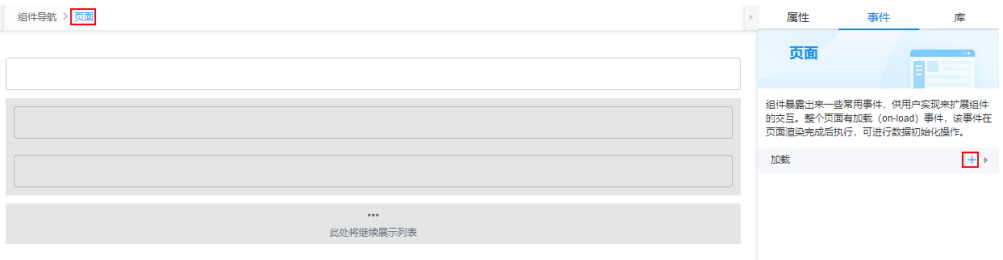 组件导航 > 页面
属性 事件 库
页面
组件暴露出来一些常用事件，供用户实现来扩展组件
的交互。整个页面有加载（on-load）事件，该事件在
页面渲染完成后执行，可进行数据初始化操作。
加载
•••
此处将继续展示列表